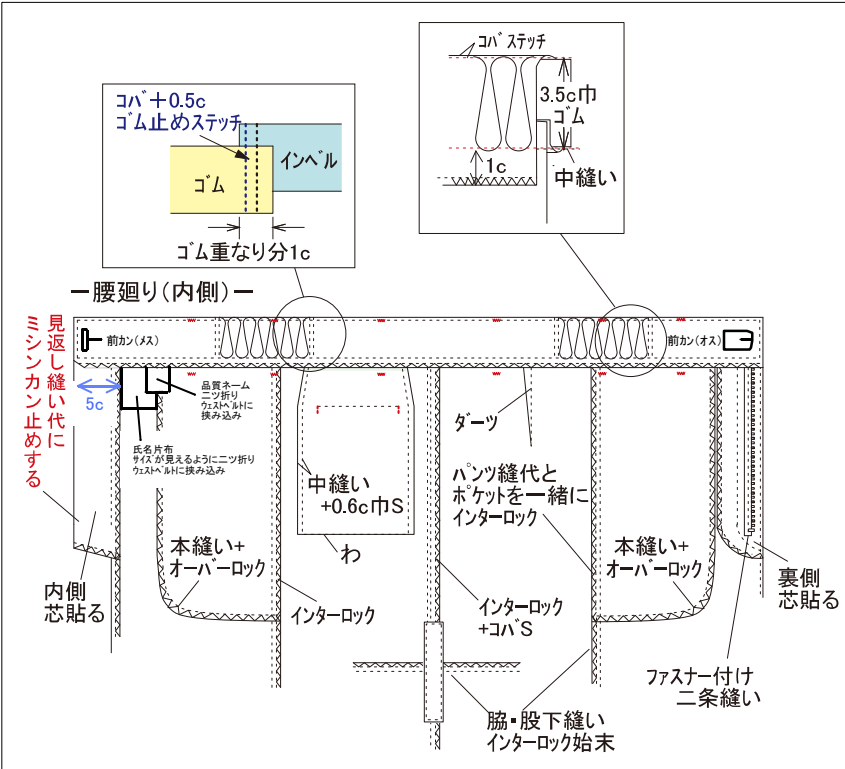 コバステッチ
3.5c巾
ゴム
1c
中縫い
コバ+0.5c
ゴム止めステッチ
インベル
ゴム
ゴム重なり分1c
ー腰廻り(内側)ー
見返し縫い代に
ミシンカン止めする
前カン(メス)
前カン(オス)
5c
品質ネーム
二ツ折り
ウェストベルトに
挟み込み
氏名片布
サイズが見えるように二ツ折り
ウェストベルトに挟み込み
ダーツ
中縫い
+0.6c巾S
パンツ縫代と
ポケットを一緒に
インターロック
わ
本縫い+
オーバーロック
本縫い+
オーバーロック
内側
芯貼る
インターロック
インターロック
+コバS
裏側
芯貼る
ファスナー付け
二条縫い
脇・股下縫い
インターロック始末